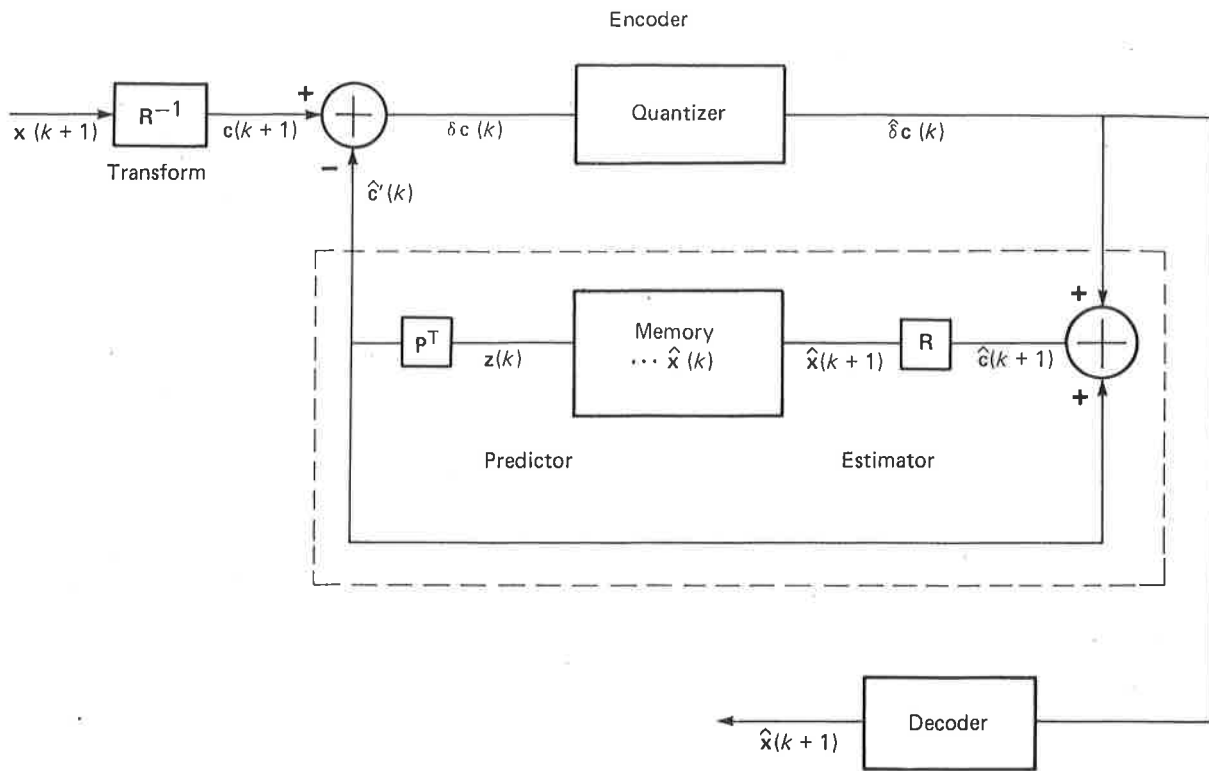 Encoder
R⁻¹
+
Quantizer
x(k+1)
c(k+1)
δc(k)
δ̂c(k)
Transform
−
ĉ′(k)
+
Pᵀ
Memory
··· x̂(k)
R
z(k)
x̂(k+1)
ĉ(k+1)
+
Predictor
Estimator
Decoder
x̂(k+1)